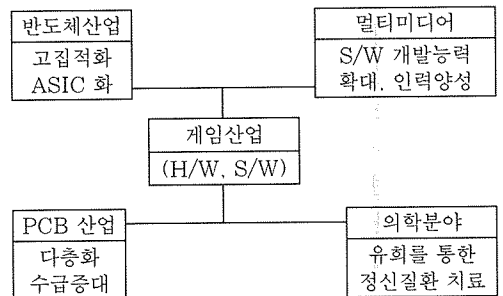 반도체산업
고집적화
ASIC 화
멀티미디어
S/W 개발능력
확대. 인력양성
게임산업
(H/W, S/W)
PCB 산업
다층화
수급증대
의학분야
유희를 통한
정신질환 치료